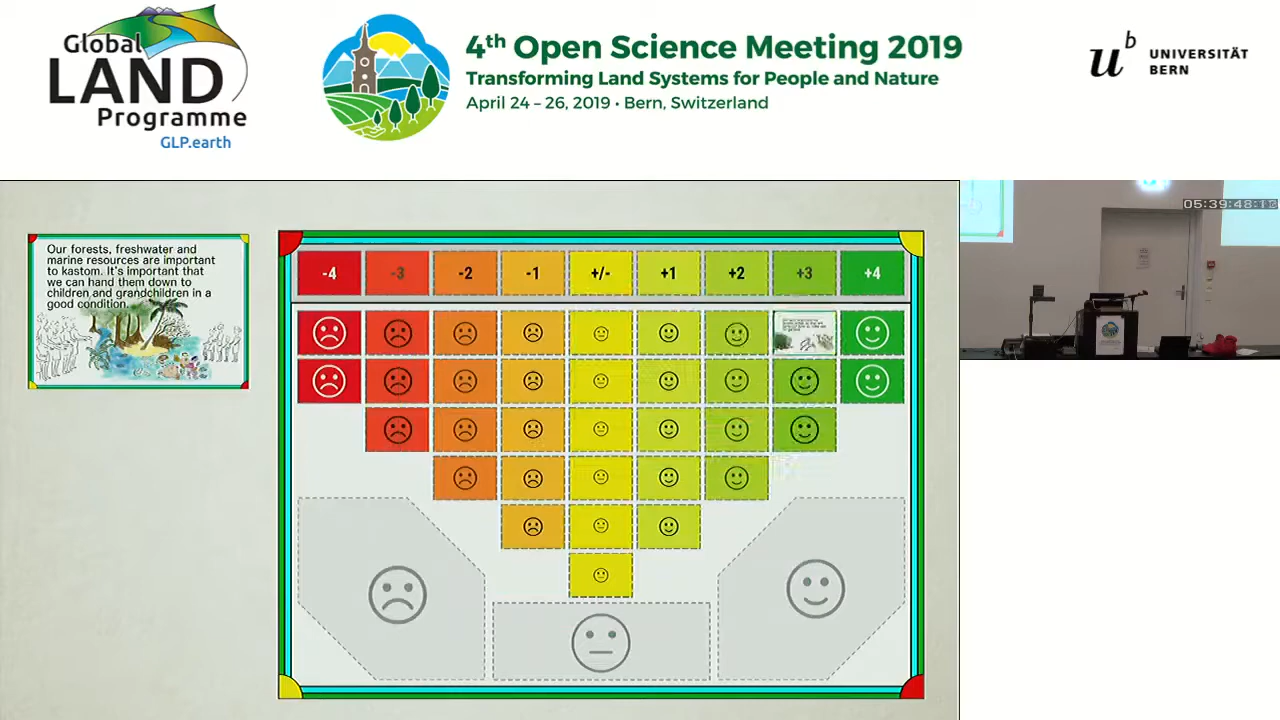 Global
LAND
Programme
GLP.earth
4th Open Science Meeting 2019
Transforming Land Systems for People and Nature
April 24 – 26, 2019 • Bern, Switzerland
u b
UNIVERSITÄT
BERN
05:39:48:12
Our forests, freshwater and
marine resources are important
to kastom. It's important that
we can hand them down to
children and grandchildren in a
good condition.
-4 -3 -2 -1 +/- +1 +2 +3 +4